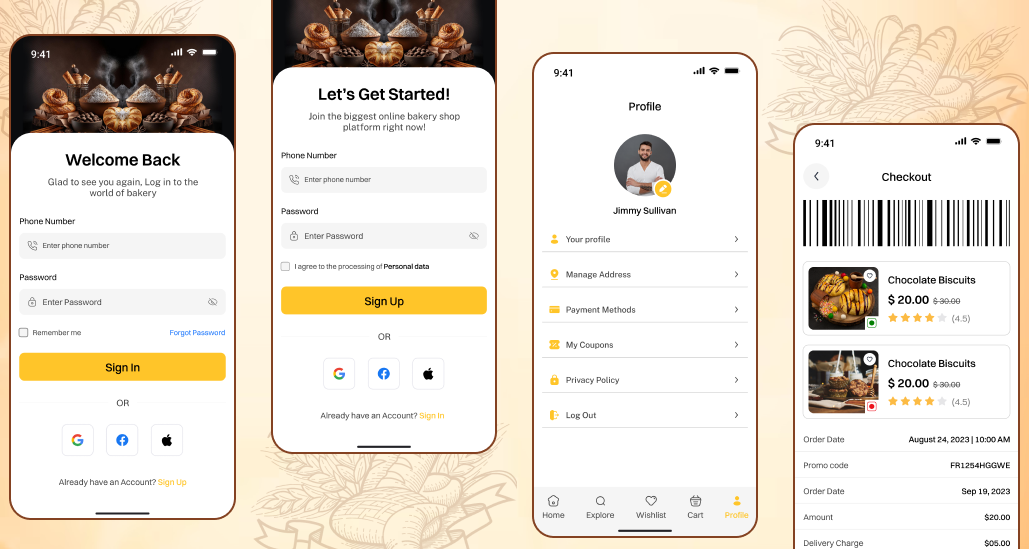 9:41
Welcome Back
Glad to see you again, Log in to the
world of bakery
Phone Number
Enter phone number
Password
Enter Password
Remember me
Forgot Password
Sign In
OR
Already have an Account? Sign Up
Let's Get Started!
Join the biggest online bakery shop
platform right now!
Phone Number
Enter phone number
Password
Enter Password
I agree to the processing of Personal data
Sign Up
OR
Already have an Account? Sign In
9:41
Profile
Jimmy Sullivan
Your profile
Manage Address
Payment Methods
My Coupons
Privacy Policy
Log Out
Home
Explore
Wishlist
Cart
Profile
9:41
Checkout
Chocolate Biscuits
$ 20.00 $ 30.00
(4.5)
Chocolate Biscuits
$ 20.00 $ 30.00
(4.5)
Order Date August 24, 2023 | 10:00 AM
Promo code FR1254HGGWE
Order Date Sep 19, 2023
Amount $20.00
Delivery Charge $05.00